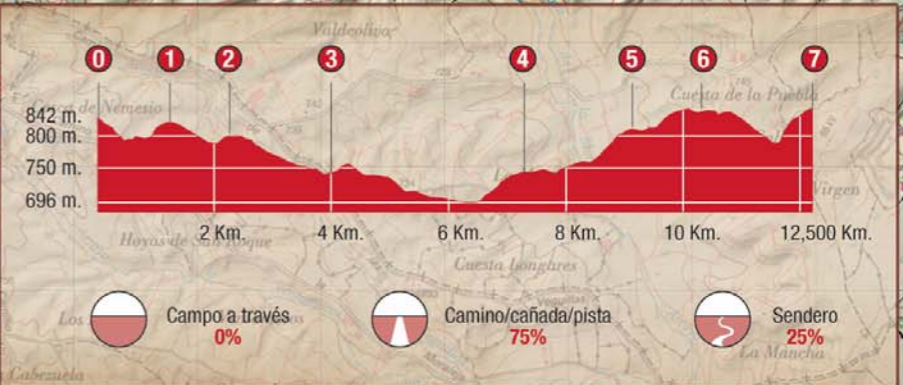 Valdeolivar
0 1 2 3 4 5 6 7
Cuesta de la Puebla
de Nemesio
842 m.
800 m.
750 m.
696 m.
Virgen
2 Km. 4 Km. 6 Km. 8 Km. 10 Km. 12,500 Km.
Hoyas de San Roque
Cuesta Longares
Campo a través
0%
Camino/cañada/pista
75%
Sendero
25%
Los
La Mancha
Cabezuela